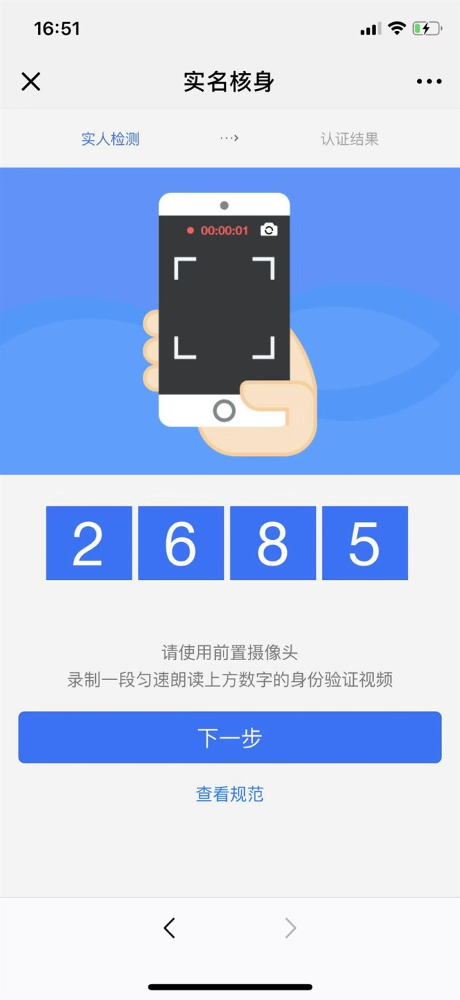 16:51
实名核身
实人检测
认证结果
00:00:01
2 6 8 5
请使用前置摄像头
录制一段匀速朗读上方数字的身份验证视频
下一步
查看规范